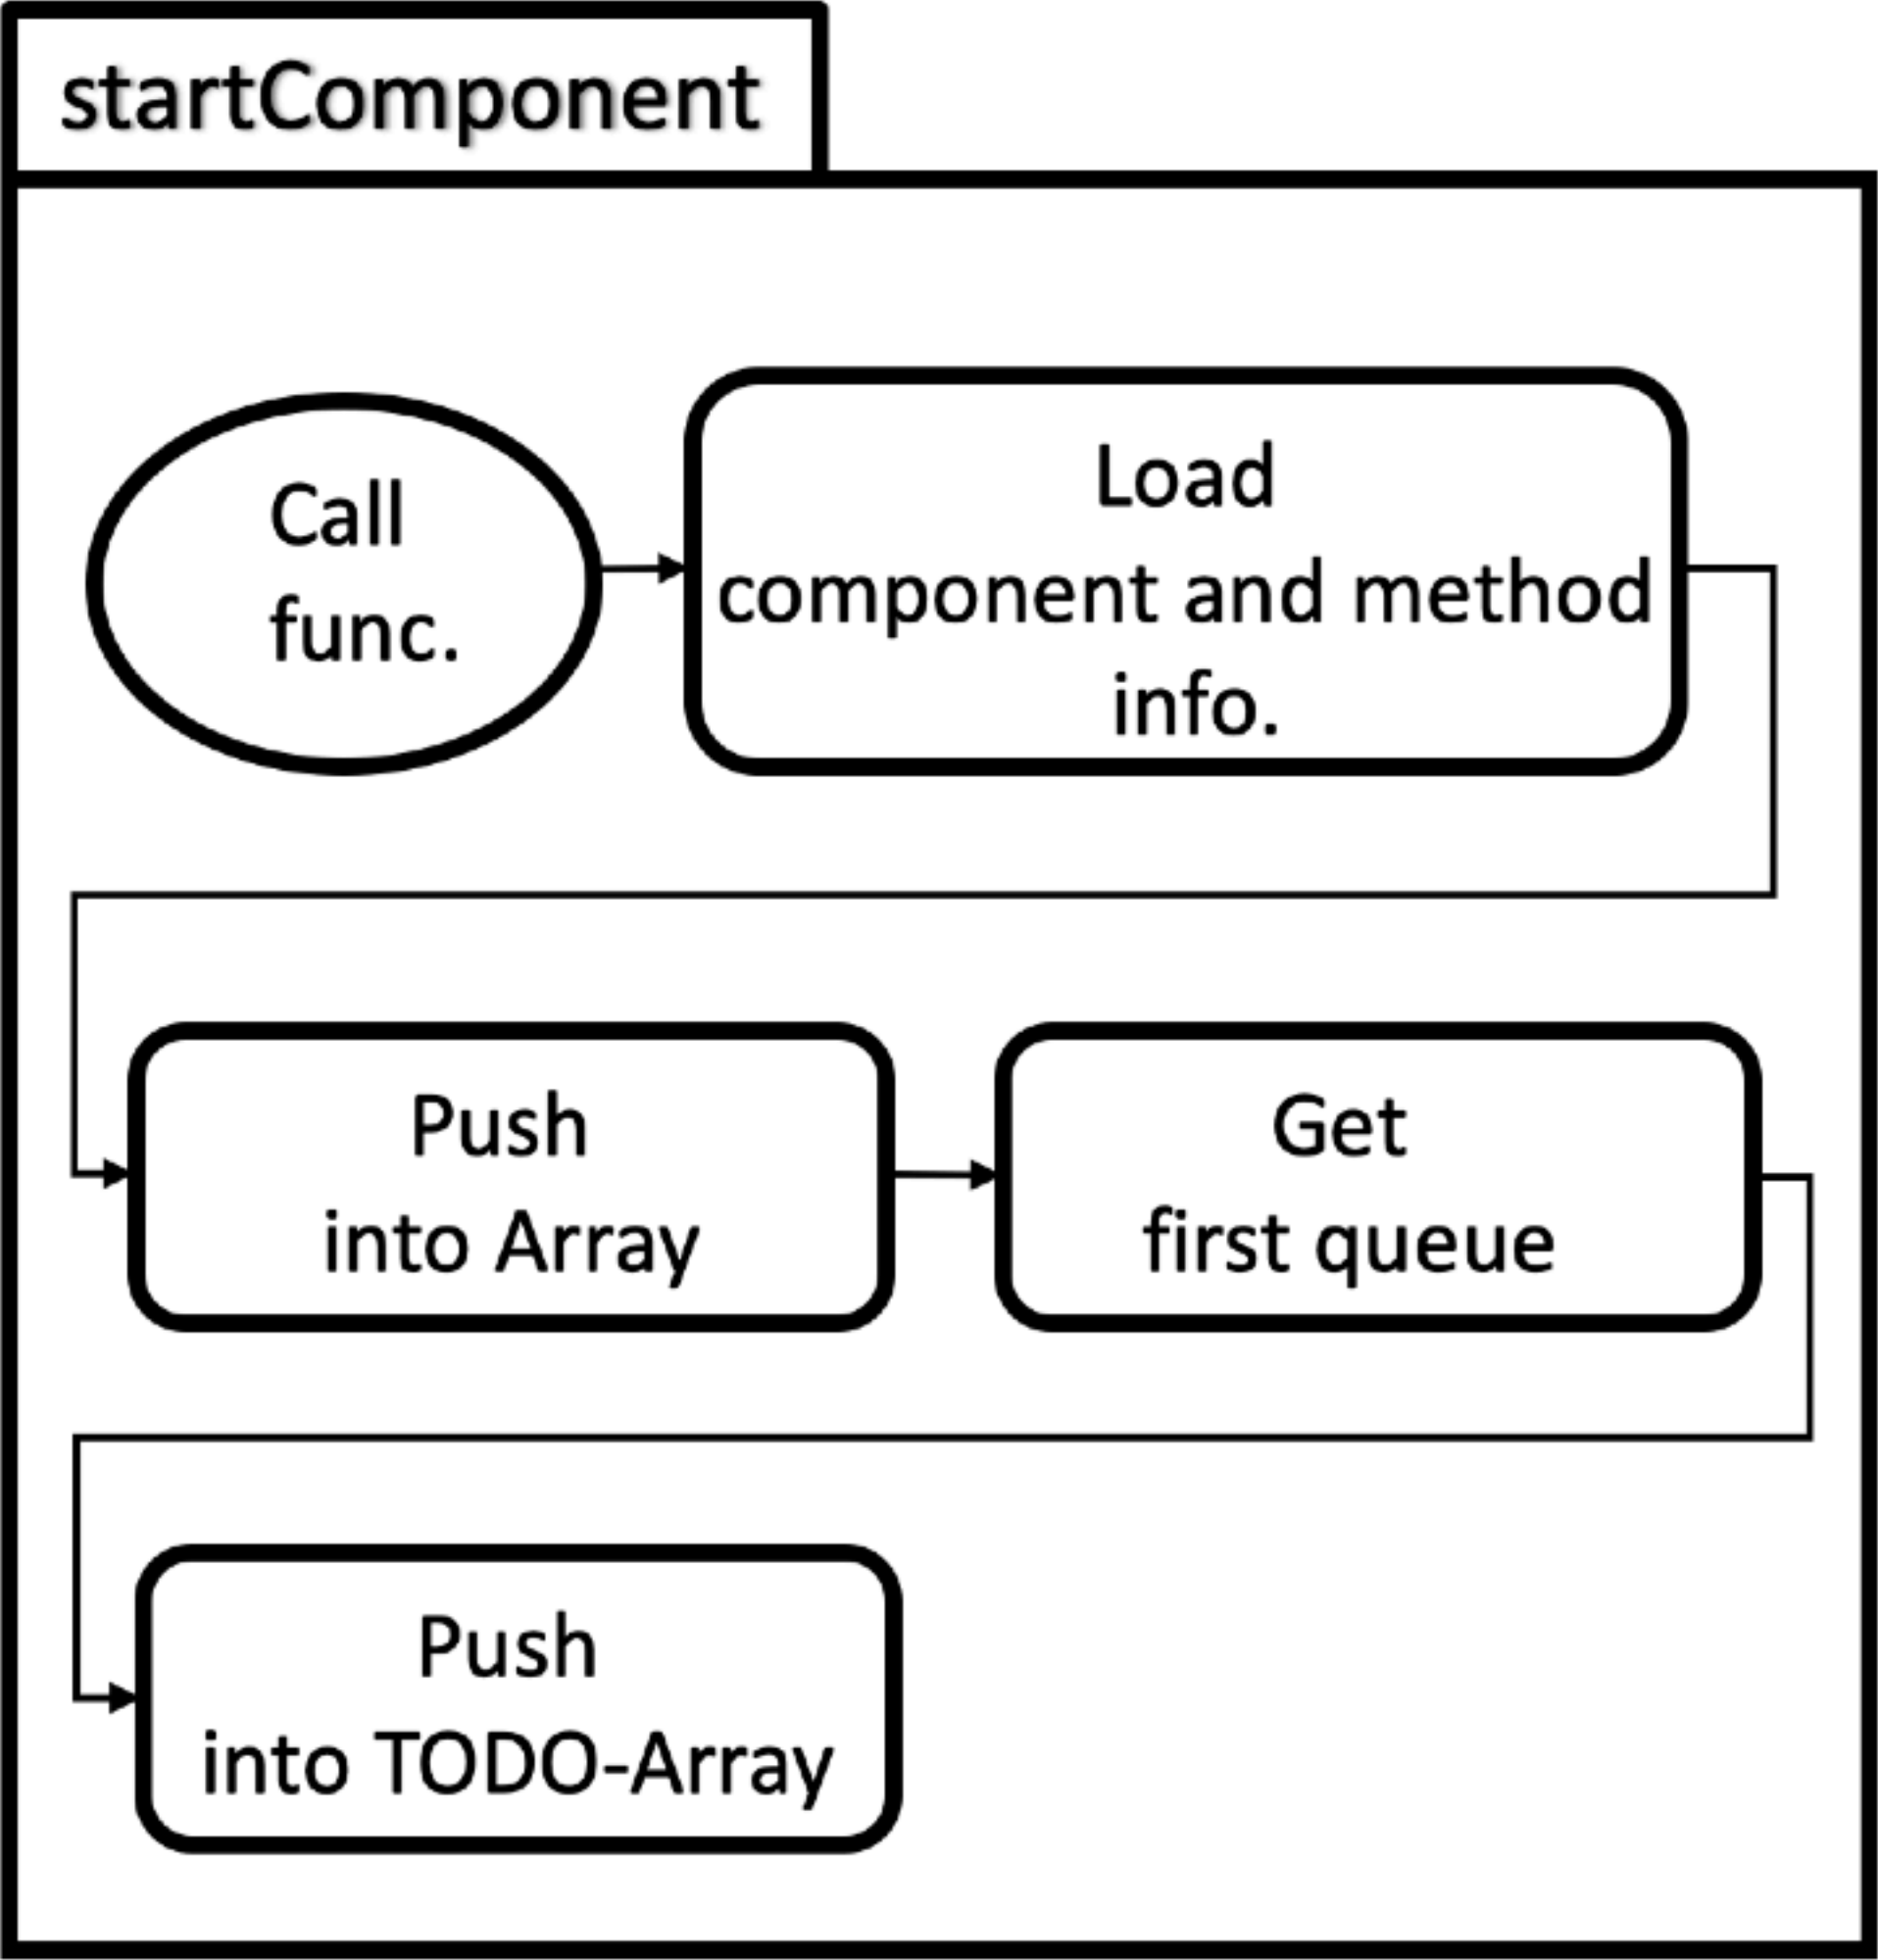 startComponent
Call
func.
Load
component and method
info.
Push
into Array
Get
first queue
Push
into TODO-Array